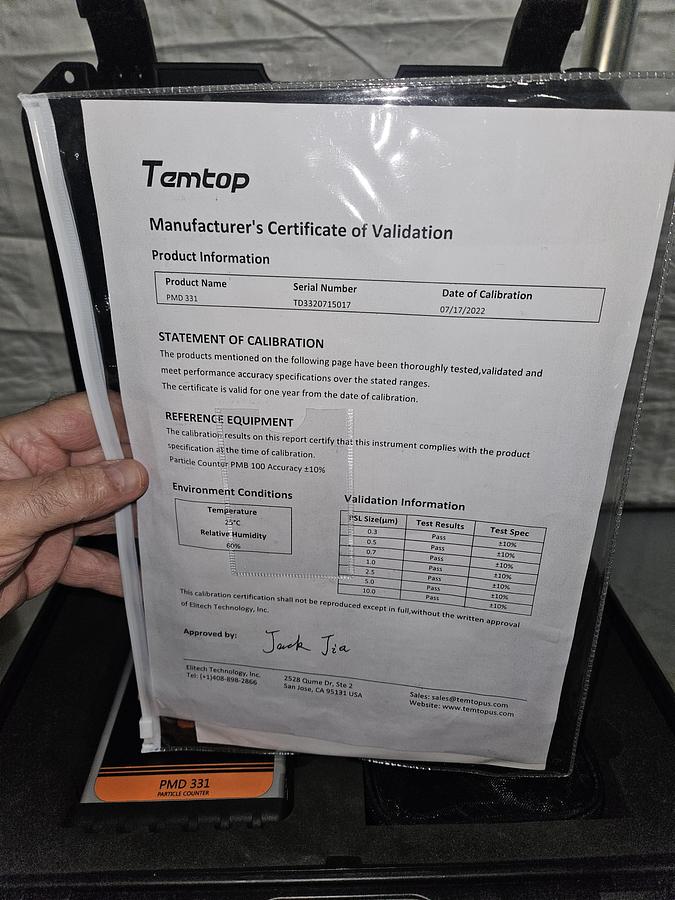 Temtop
Manufacturer's Certificate of Validation
Product Information
Product Name Serial Number Date of Calibration
PMD 331 TD3320715017 07/17/2022
STATEMENT OF CALIBRATION
The products mentioned on the following page have been thoroughly tested,validated and
meet performance accuracy specifications over the stated ranges.
The certificate is valid for one year from the date of calibration.
REFERENCE EQUIPMENT
The calibration results on this report certify that this instrument complies with the product
specification at the time of calibration.
Particle Counter PMB 100 Accuracy ±10%
Environment Conditions
Temperature
25°C
Relative Humidity
60%
Validation Information
PSL Size(μm) Test Results Test Spec
0.3 Pass ±10%
0.5 Pass ±10%
0.7 Pass ±10%
1.0 Pass ±10%
2.5 Pass ±10%
5.0 Pass ±10%
10.0 Pass ±10%
This calibration certification shall not be reproduced except in full,without the written approval
of Elitech Technology, Inc.
Approved by: Jack Jia
Elitech Technology, Inc. 2528 Qume Dr, Ste 2 Sales: sales@temtopus.com
Tel: (+1)408-898-2866 San Jose, CA 95131 USA Website: www.temtopus.com
PMD 331
PARTICLE COUNTER